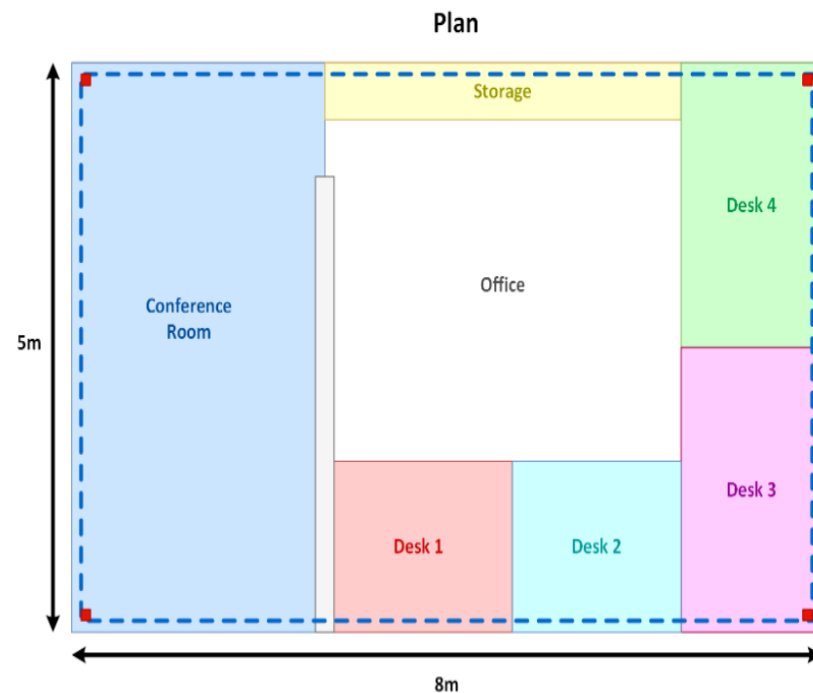 Plan
Storage
Desk 4
Office
Conference
Room
5m
Desk 3
Desk 1
Desk 2
8m